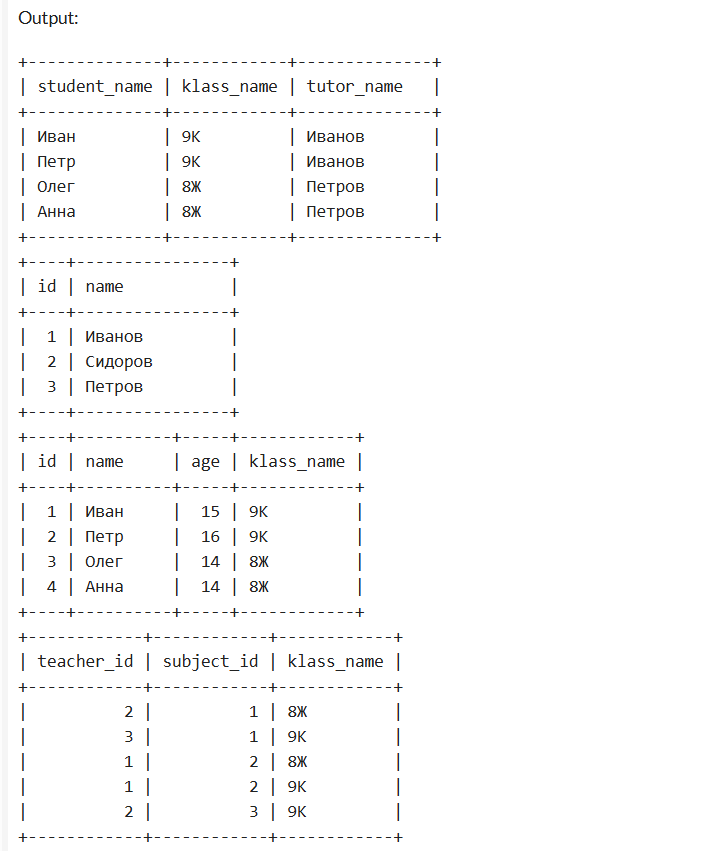 Output:
+--------------+------------+--------------+
| student_name | klass_name | tutor_name   |
+--------------+------------+--------------+
| Иван         | 9К         | Иванов       |
| Петр         | 9К         | Иванов       |
| Олег         | 8Ж         | Петров       |
| Анна         | 8Ж         | Петров       |
+--------------+------------+--------------+
+----+----------------+
| id | name           |
+----+----------------+
|  1 | Иванов         |
|  2 | Сидоров        |
|  3 | Петров         |
+----+----------------+
+----+----------+-----+------------+
| id | name     | age | klass_name |
+----+----------+-----+------------+
|  1 | Иван     |  15 | 9К         |
|  2 | Петр     |  16 | 9К         |
|  3 | Олег     |  14 | 8Ж         |
|  4 | Анна     |  14 | 8Ж         |
+----+----------+-----+------------+
+------------+------------+------------+
| teacher_id | subject_id | klass_name |
+------------+------------+------------+
|          2 |          1 | 8Ж         |
|          3 |          1 | 9К         |
|          1 |          2 | 8Ж         |
|          1 |          2 | 9К         |
|          2 |          3 | 9К         |
+------------+------------+------------+